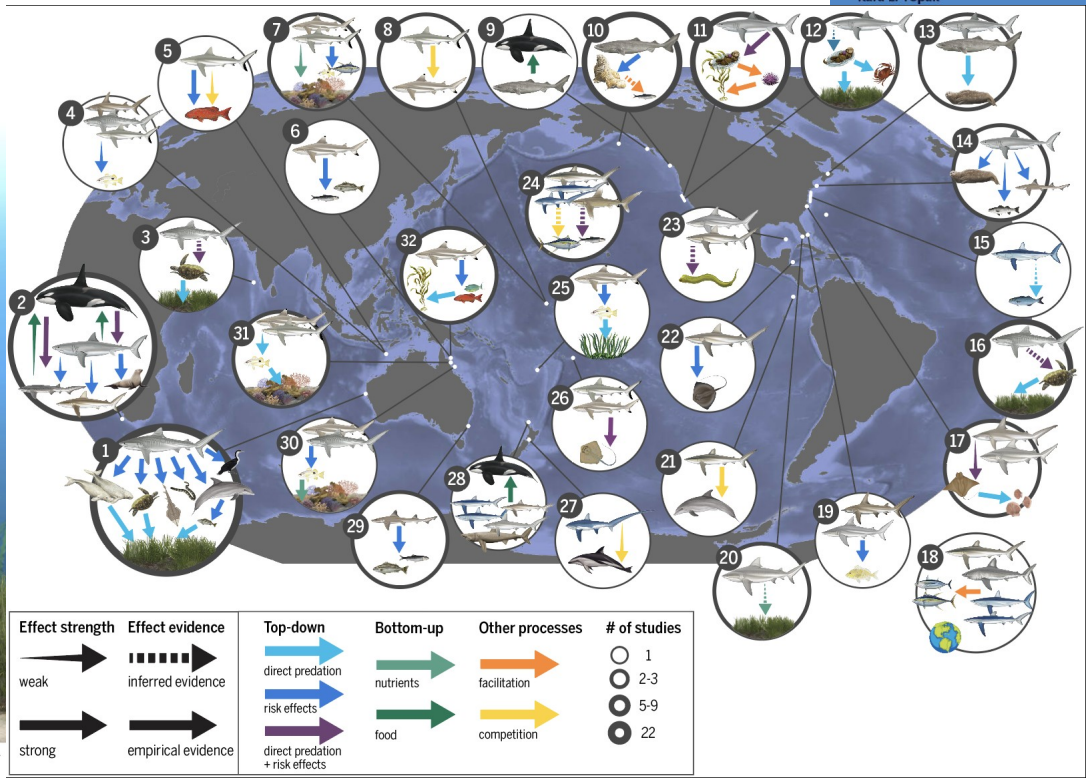 7
8
9
10
11
12
13
5
4
6
14
24
3
23
32
15
2
25
31
22
16
26
1
30
28
21
17
27
29
19
20
18
Effect strength
Effect evidence
weak
inferred evidence
strong
empirical evidence
Top-down
Bottom-up
Other processes
# of studies
direct predation
nutrients
facilitation
1
2-3
risk effects
5-9
direct predation
+ risk effects
food
competition
22